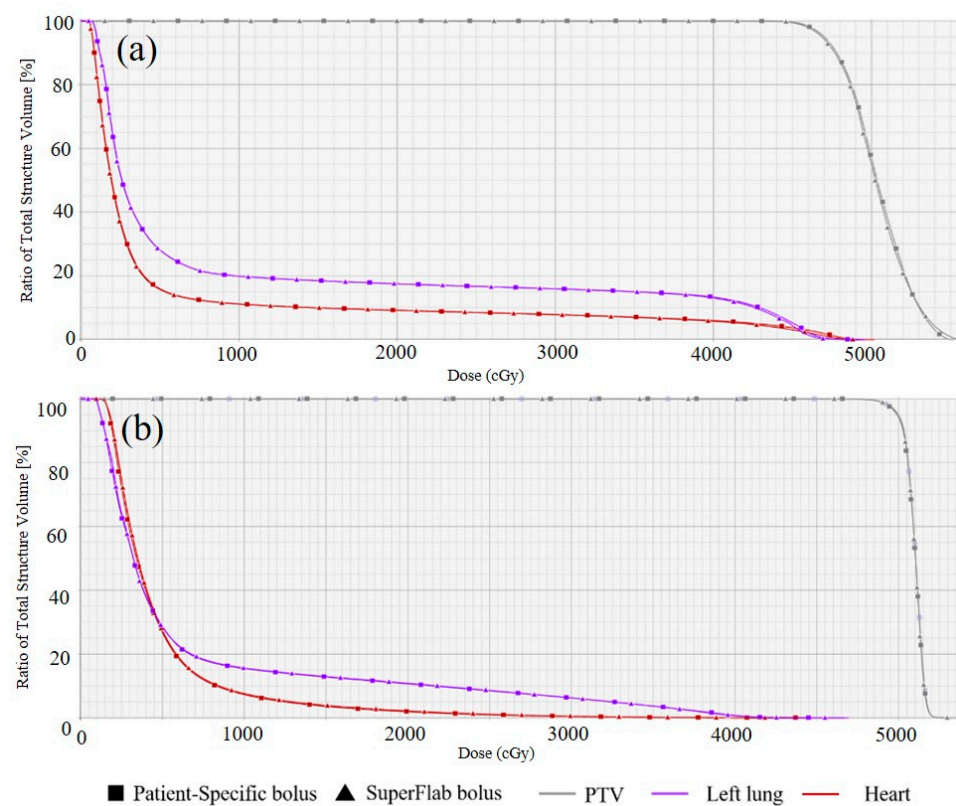 (a)
Ratio of Total Structure Volume [%]
100
80
60
40
20
0
0 1000 2000 3000 4000 5000
Dose (cGy)
(b)
Ratio of Total Structure Volume [%]
100
80
60
40
20
0
0 1000 2000 3000 4000 5000
Dose (cGy)
Patient-Specific bolus SuperFlab bolus PTV Left lung Heart